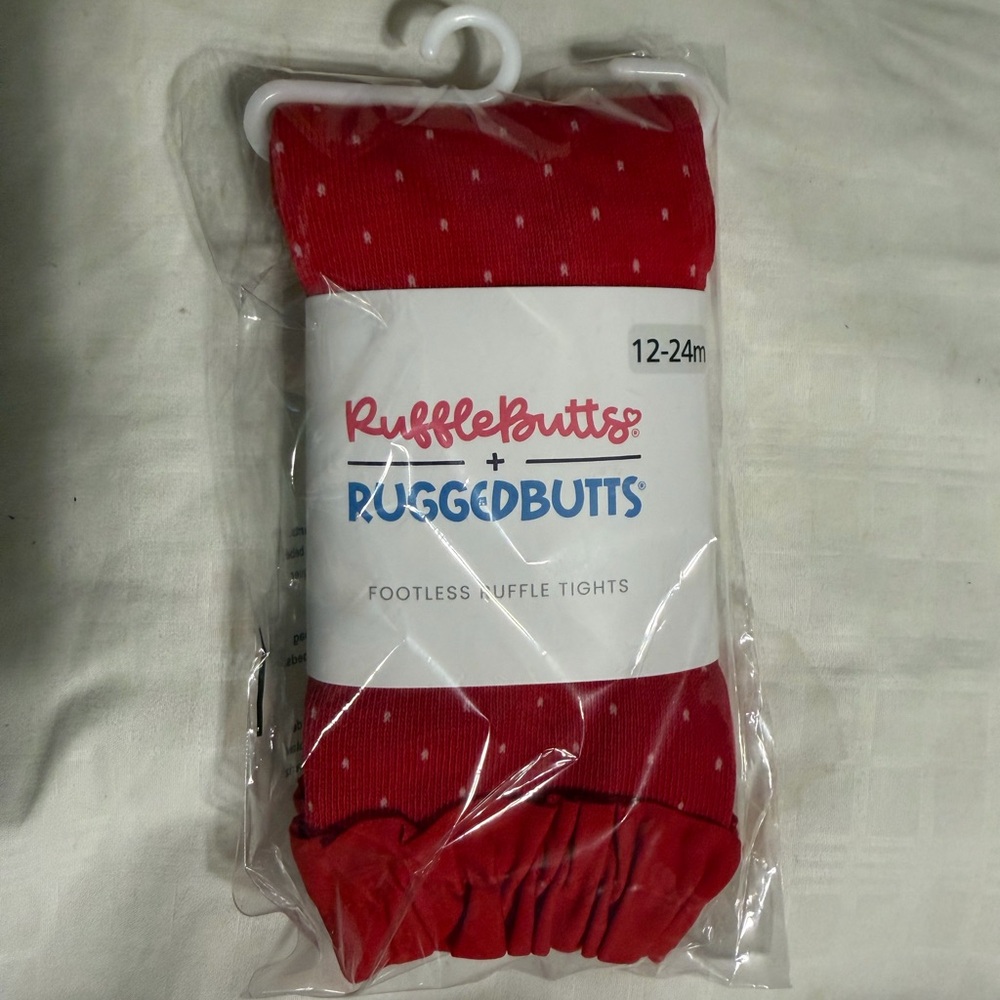 12-24m
RuffleButts®
+
RUGGEDBUTTS®
FOOTLESS RUFFLE TIGHTS